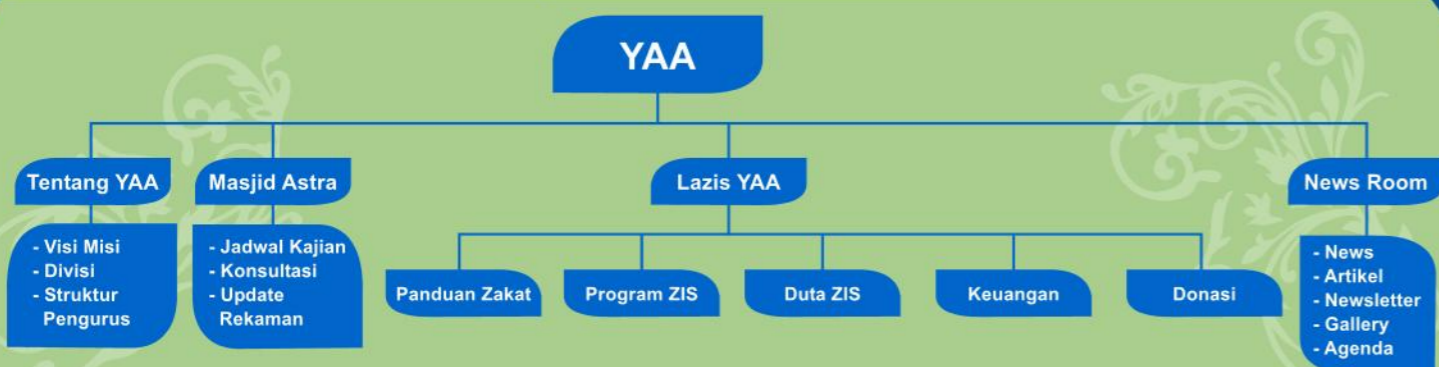 YAA
Tentang YAA
Masjid Astra
Lazis YAA
News Room
- Visi Misi
- Divisi
- Struktur
Pengurus
- Jadwal Kajian
- Konsultasi
- Update
Rekaman
Panduan Zakat
Program ZIS
Duta ZIS
Keuangan
Donasi
- News
- Artikel
- Newsletter
- Gallery
- Agenda